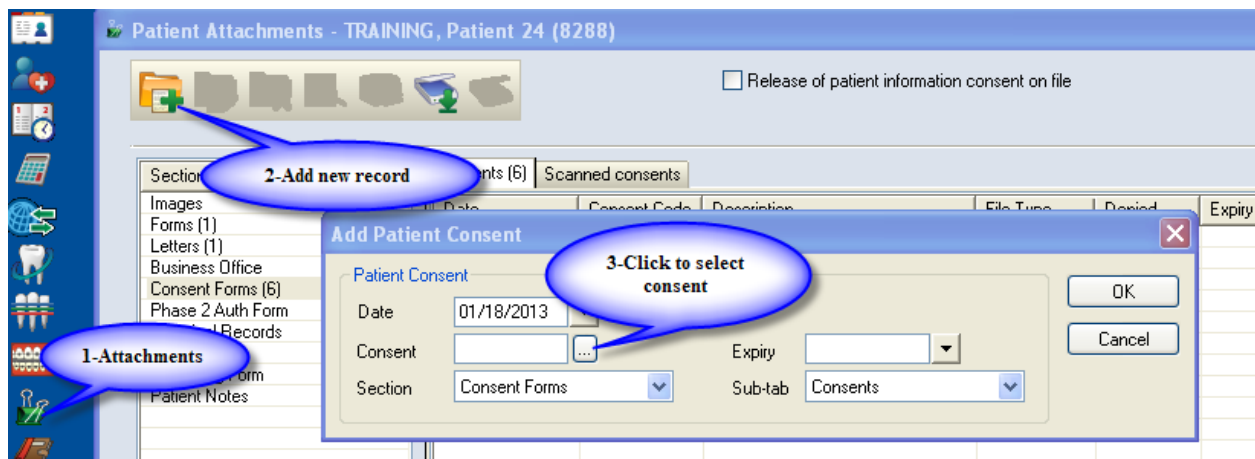 Patient Attachments - TRAINING, Patient 24 (8288)
Release of patient information consent on file
2-Add new record
Section
ents (6)
Scanned consents
Images
Date
Consent Code
Description
File Type
Denied
Expiry
Forms (1)
Letters (1)
Business Office
Consent Forms (6)
Phase 2 Auth Form
Records
Form
Patient Notes
1-Attachments
Add Patient Consent
3-Click to select
consent
Patient Consent
Date
01/18/2013
OK
Consent
...
Expiry
Cancel
Section
Consent Forms
Sub-tab
Consents